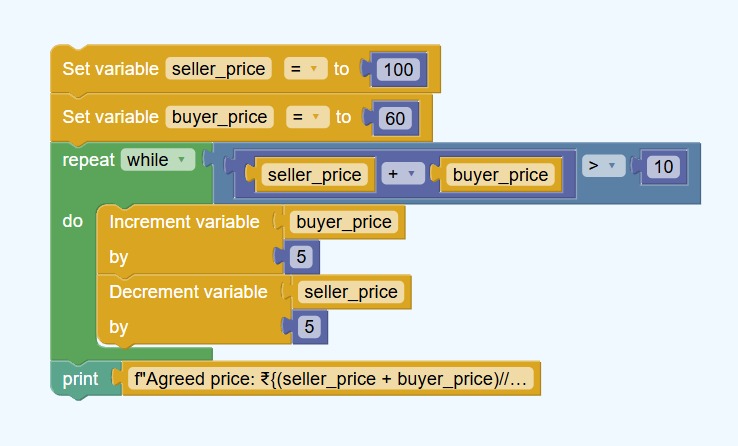 Set variable seller_price = to 100
Set variable buyer_price = to 60
repeat while seller_price + buyer_price > 10
do Increment variable buyer_price
by 5
Decrement variable seller_price
by 5
print f"Agreed price: ₹{(seller_price + buyer_price)//...